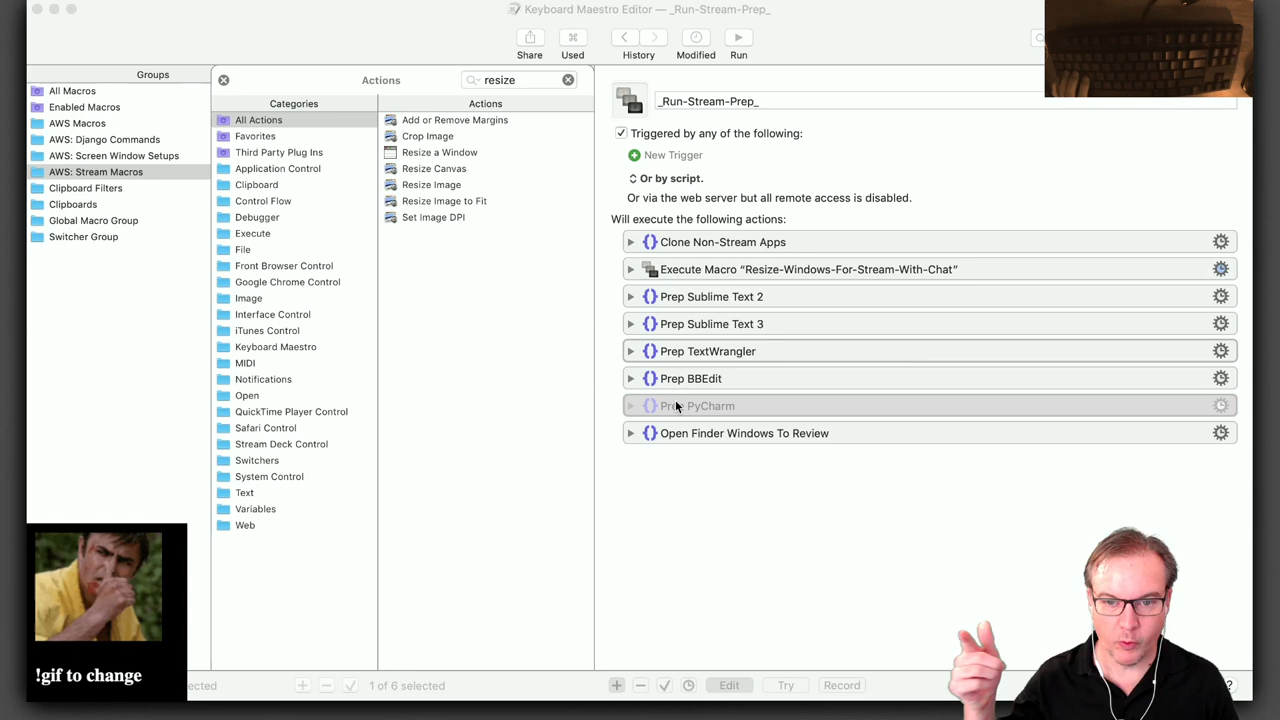 Keyboard Maestro Editor — _Run-Stream-Prep_
Share
Used
History
Modified
Run
Groups
All Macros
Enabled Macros
AWS Macros
AWS: Django Commands
AWS: Screen Window Setups
AWS: Stream Macros
Clipboard Filters
Clipboards
Global Macro Group
Switcher Group
Actions
resize
Categories
All Actions
Favorites
Third Party Plug Ins
Application Control
Clipboard
Control Flow
Debugger
Execute
File
Front Browser Control
Google Chrome Control
Image
Interface Control
iTunes Control
Keyboard Maestro
MIDI
Notifications
Open
QuickTime Player Control
Safari Control
Stream Deck Control
Switchers
System Control
Text
Variables
Web
Actions
Add or Remove Margins
Crop Image
Resize a Window
Resize Canvas
Resize Image
Resize Image to Fit
Set Image DPI
_Run-Stream-Prep_
Triggered by any of the following:
New Trigger
Or by script.
Or via the web server but all remote access is disabled.
Will execute the following actions:
Clone Non-Stream Apps
Execute Macro “Resize-Windows-For-Stream-With-Chat”
Prep Sublime Text 2
Prep Sublime Text 3
Prep TextWrangler
Prep BBEdit
Prep PyCharm
Open Finder Windows To Review
!gif to change
ected
1 of 6 selected
Edit
Try
Record
?